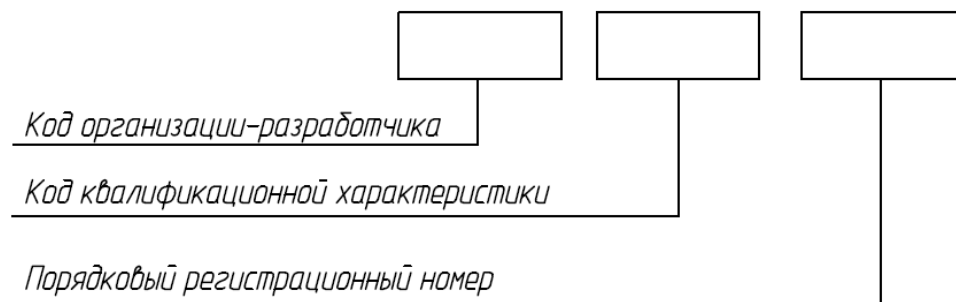 Код организации-разработчика
Код квалификационной характеристики
Порядковый регистрационный номер